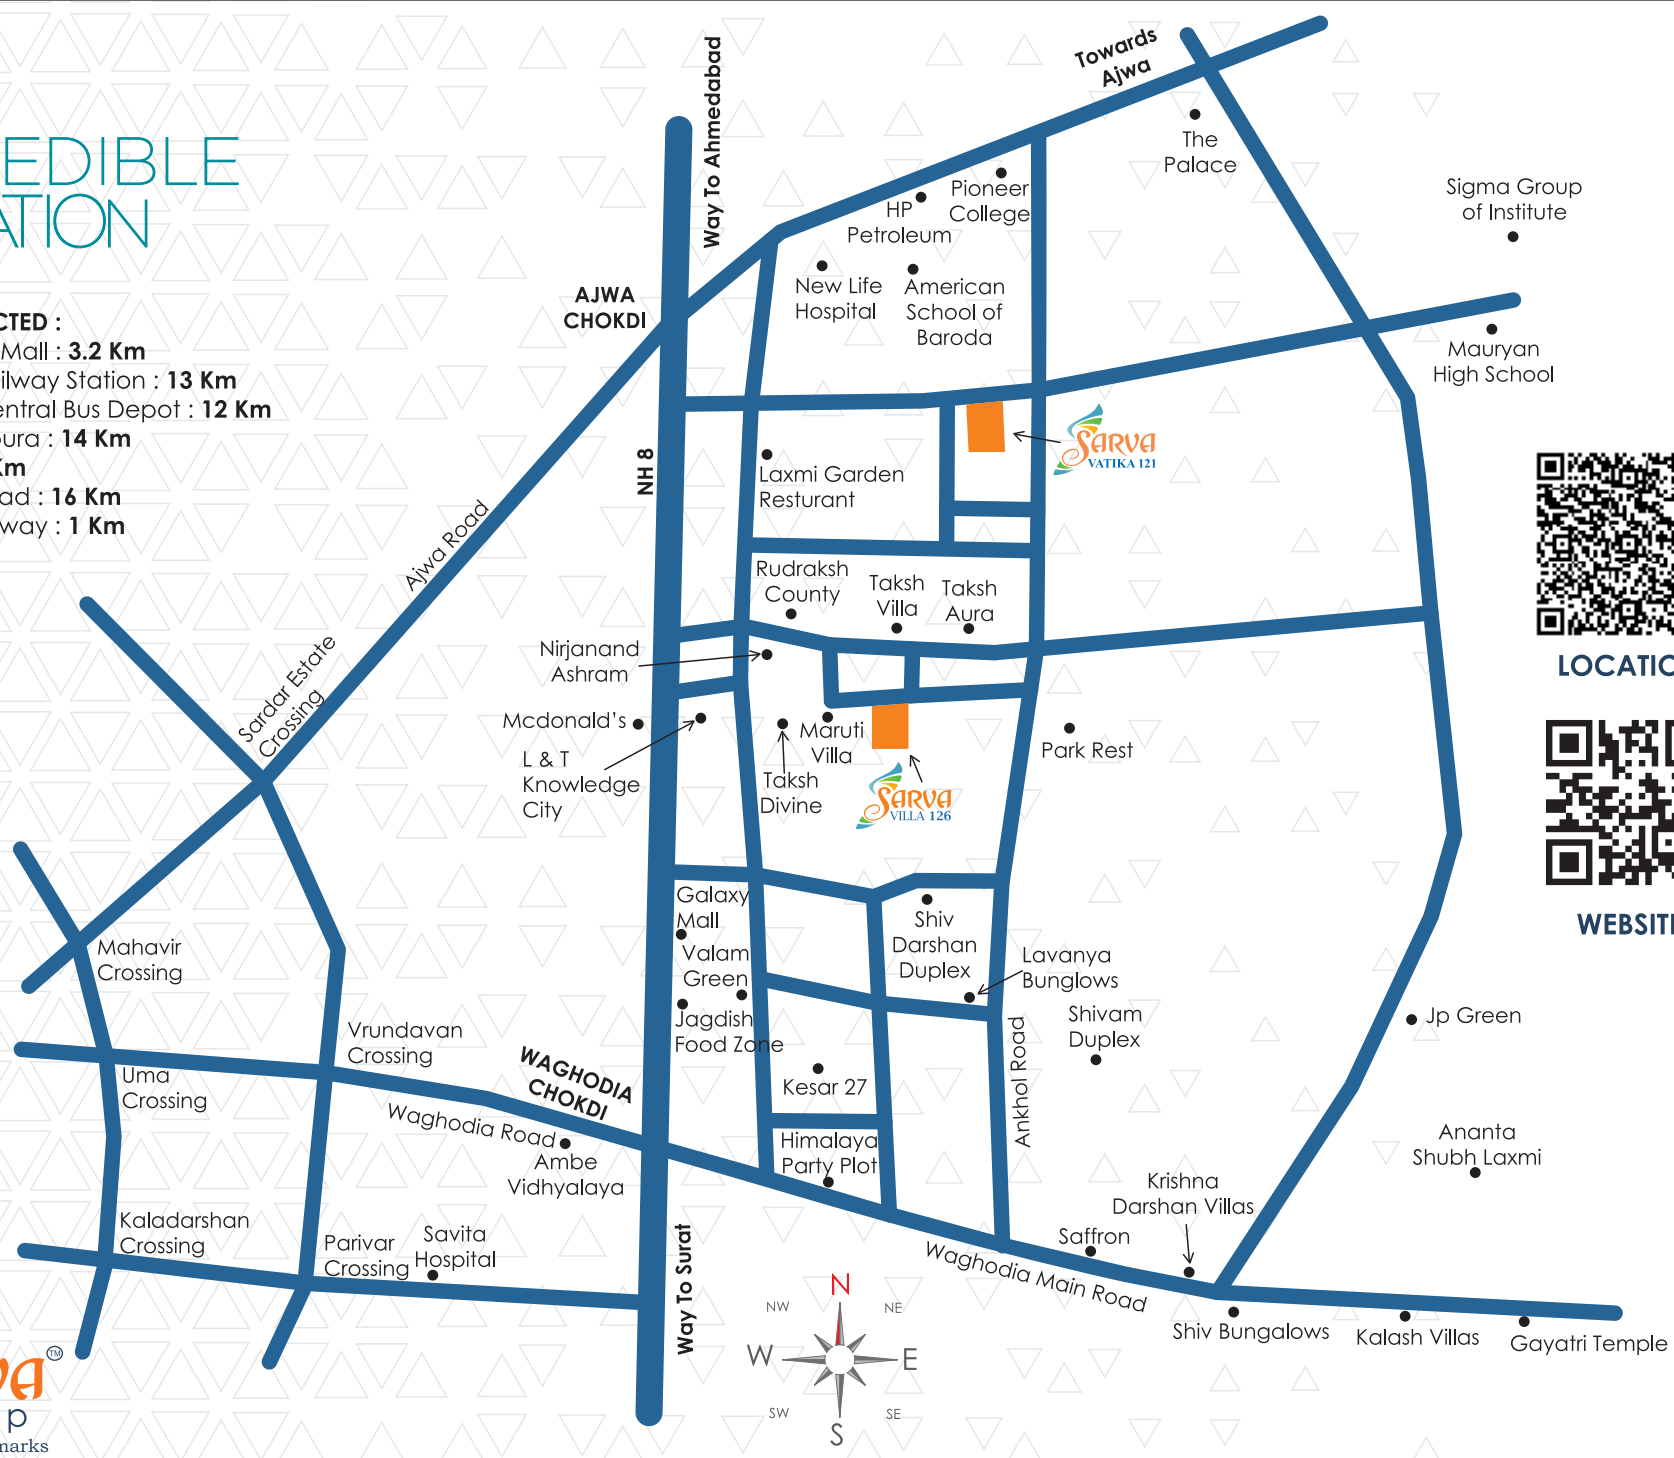 EDIBLE
ATION
CTED :
Mall : 3.2 Km
ilway Station : 13 Km
entral Bus Depot : 12 Km
oura : 14 Km
Km
ad : 16 Km
way : 1 Km
Way To Ahmedabad
Towards
Ajwa
The
Palace
Sigma Group
of Institute
Pioneer
College
HP
Petroleum
New Life
Hospital
American
School of
Baroda
AJWA
CHOKDI
Mauryan
High School
SARVA
VATIKA 121
NH 8
Laxmi Garden
Resturant
Ajwa Road
Rudraksh
County
Taksh
Villa
Taksh
Aura
Nirjanand
Ashram
Sardar Estate
Crossing
LOCATIO
Mcdonald's
L & T
Knowledge
City
Maruti
Villa
Taksh
Divine
Park Rest
SARVA
VILLA 126
WEBSIT
Galaxy
Mall
Valam
Green
Jagdish
Food Zone
Shiv
Darshan
Duplex
Lavanya
Bunglows
Shivam
Duplex
Jp Green
Mahavir
Crossing
Vrundavan
Crossing
Uma
Crossing
WAGHODIA
CHOKDI
Waghodia Road
Ambe
Vidhyalaya
Kesar 27
Himalaya
Party Plot
Ankhol Road
Ananta
Shubh Laxmi
Krishna
Darshan Villas
Saffron
Waghodia Main Road
Kaladarshan
Crossing
Parivar
Crossing
Savita
Hospital
Way To Surat
Shiv Bungalows
Kalash Villas
Gayatri Temple
N
NW
NE
W
E
SW
SE
S
VA
TM
p
marks